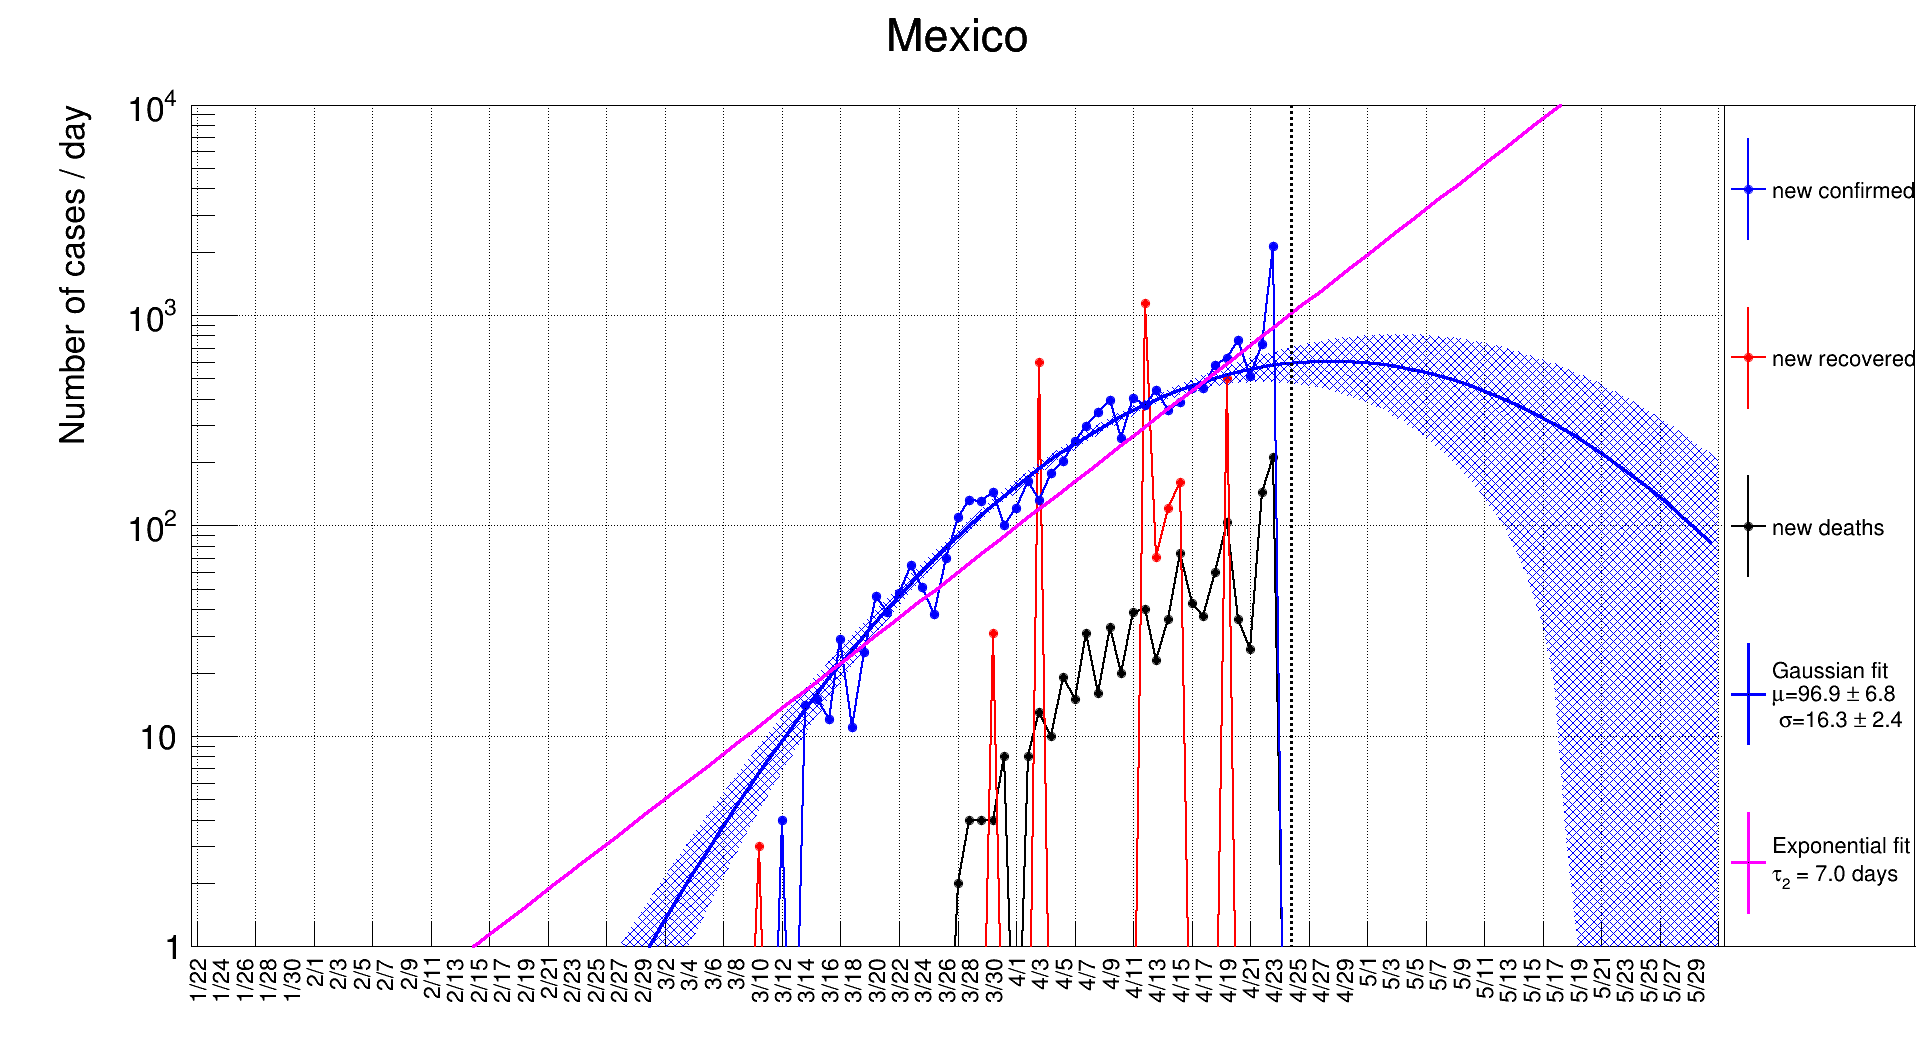 Mexico
Number of cases / day
10^4
10^3
10^2
10
1
1/22 1/24 1/26 1/28 1/30 2/1 2/3 2/5 2/7 2/9 2/11 2/13 2/15 2/17 2/19 2/21 2/23 2/25 2/27 2/29 3/2 3/4 3/6 3/8 3/10 3/12 3/14 3/16 3/18 3/20 3/22 3/24 3/26 3/28 3/30 4/1 4/3 4/5 4/7 4/9 4/11 4/13 4/15 4/17 4/19 4/21 4/23 4/25 4/27 4/29 5/1 5/3 5/5 5/7 5/9 5/11 5/13 5/15 5/17 5/19 5/21 5/23 5/25 5/27 5/29
new confirmed
new recovered
new deaths
Gaussian fit
μ=96.9 ± 6.8
σ=16.3 ± 2.4
Exponential fit
τ₂ = 7.0 days